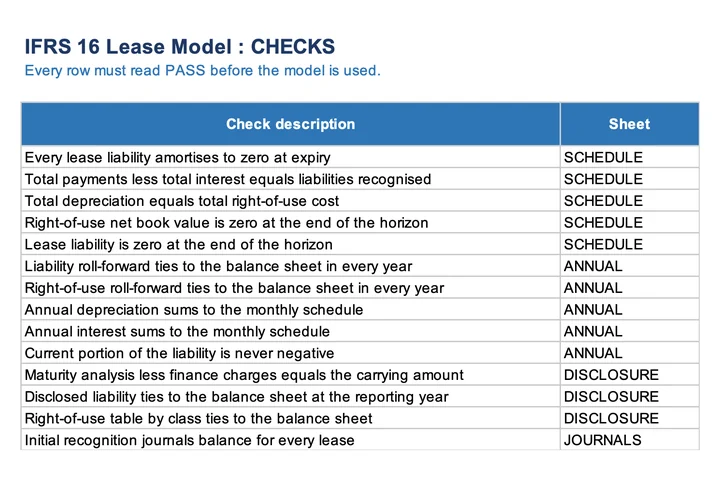 IFRS 16 Lease Model : CHECKS
Every row must read PASS before the model is used.
Check description Sheet
Every lease liability amortises to zero at expiry SCHEDULE
Total payments less total interest equals liabilities recognised SCHEDULE
Total depreciation equals total right-of-use cost SCHEDULE
Right-of-use net book value is zero at the end of the horizon SCHEDULE
Lease liability is zero at the end of the horizon SCHEDULE
Liability roll-forward ties to the balance sheet in every year ANNUAL
Right-of-use roll-forward ties to the balance sheet in every year ANNUAL
Annual depreciation sums to the monthly schedule ANNUAL
Annual interest sums to the monthly schedule ANNUAL
Current portion of the liability is never negative ANNUAL
Maturity analysis less finance charges equals the carrying amount DISCLOSURE
Disclosed liability ties to the balance sheet at the reporting year DISCLOSURE
Right-of-use table by class ties to the balance sheet DISCLOSURE
Initial recognition journals balance for every lease JOURNALS